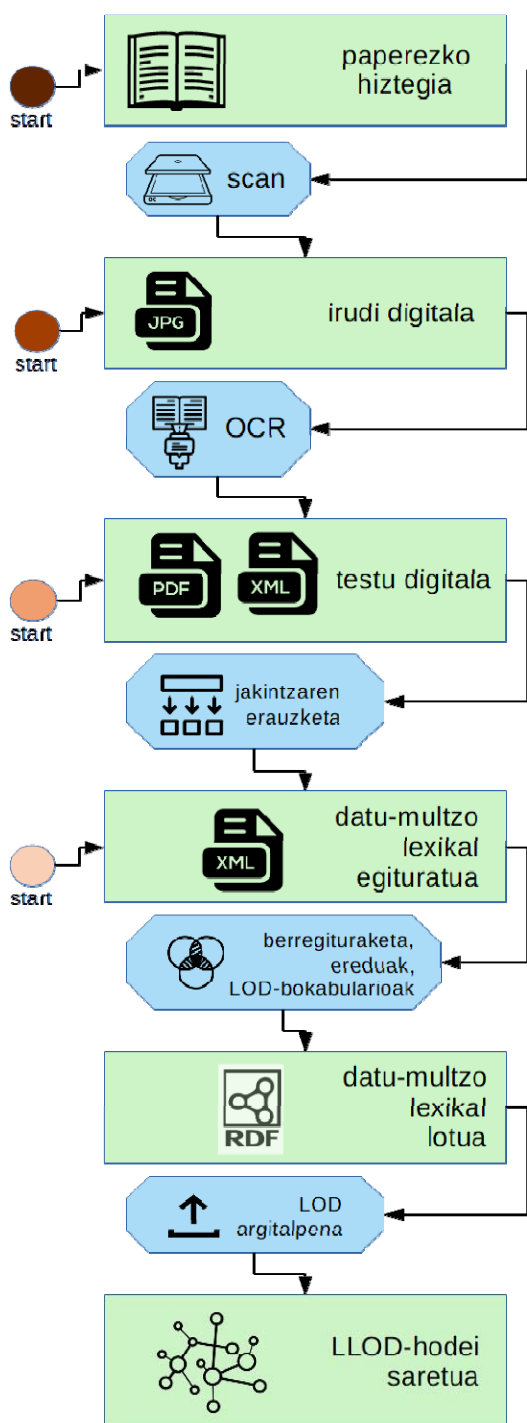 paperezko
hiztegia
start
scan
JPG
irudi digitala
start
OCR
PDF
XML
testu digitala
start
jakintzaren
erauzketa
datu-multzo
lexikal
egituratua
XML
start
berregituraketa,
ereduak,
LOD-bokabularioak
datu-multzo
lexikal
lotua
RDF
LOD
argitalpena
LLOD-hodei
saretua